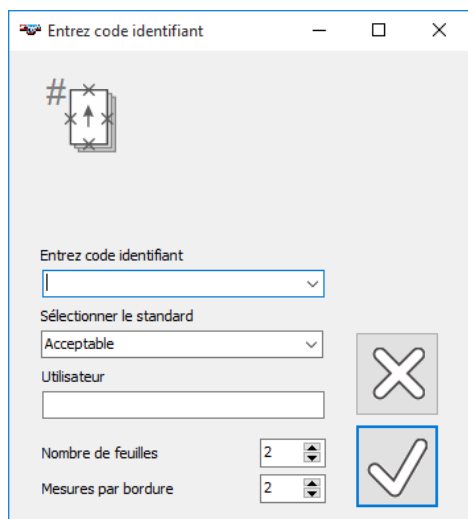 Entrez code identifiant
#
Entrez code identifiant
Sélectionner le standard
Acceptable
Utilisateur
Nombre de feuilles 2
Mesures par bordure 2